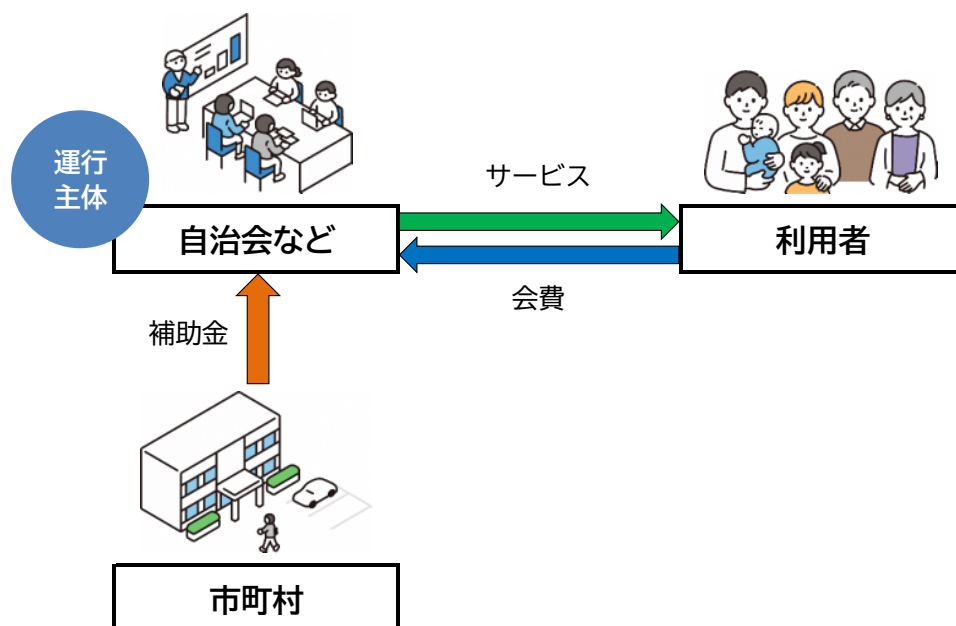 運行
主体
サービス
自治会など
利用者
会費
補助金
市町村